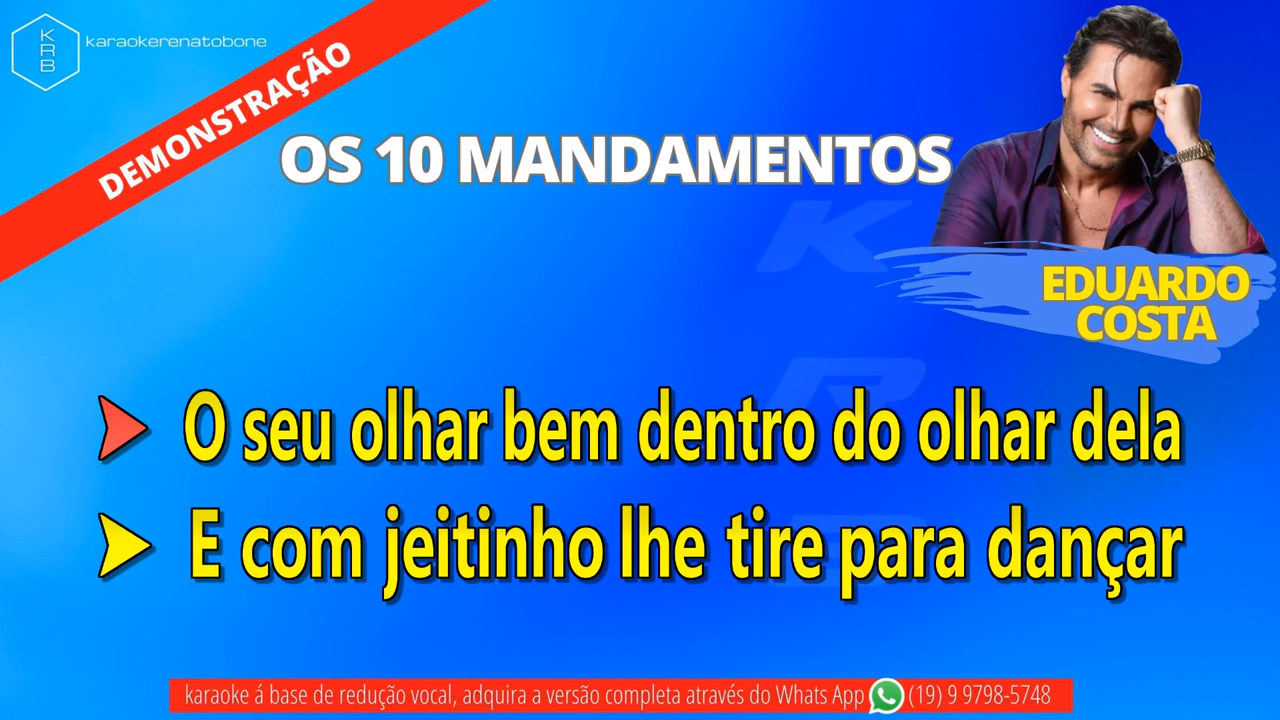 KRB
karaokerenatobone
DEMONSTRAÇÃO
OS 10 MANDAMENTOS
EDUARDO
COSTA
K
R
B
O seu olhar bem dentro do olhar dela
E com jeitinho lhe tire para dançar
karaoke á base de redução vocal, adquira a versão completa através do Whats App (19) 9 9798-5748